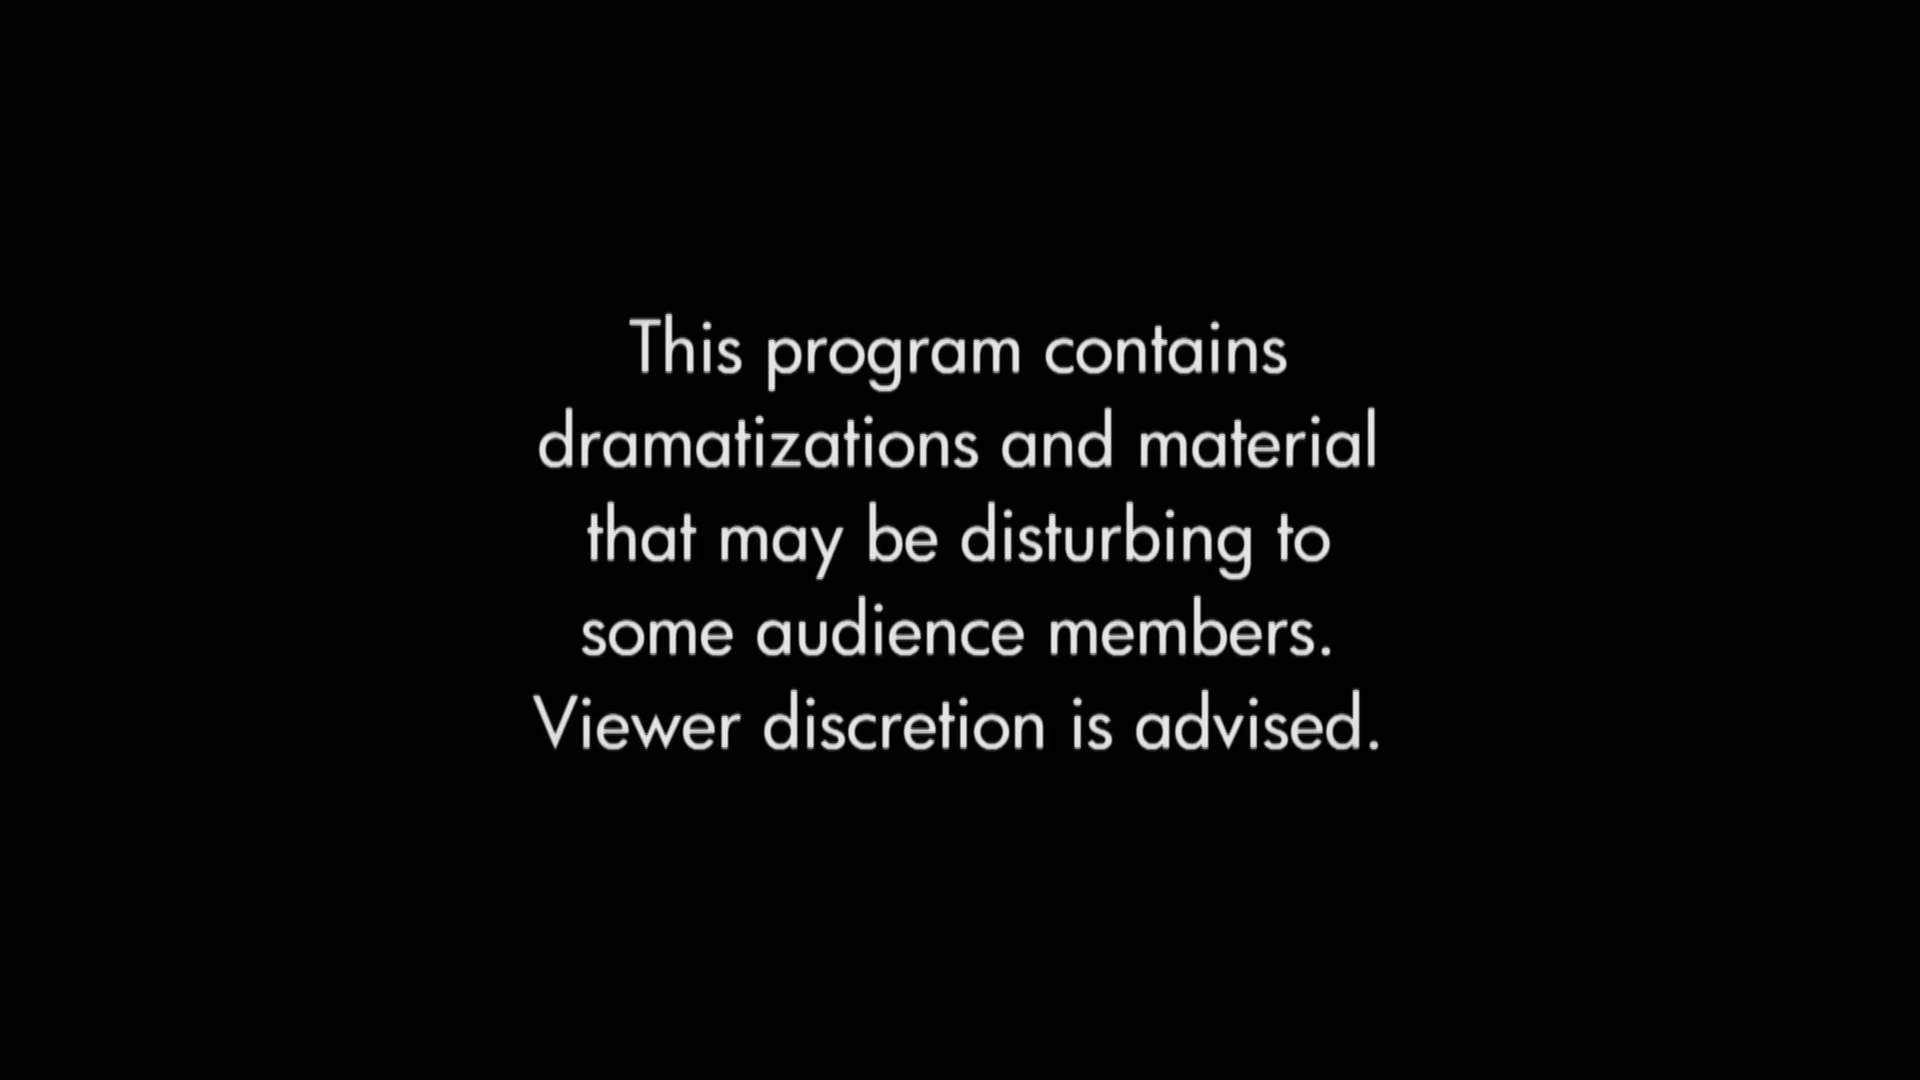 This program contains
dramatizations and material
that may be disturbing to
some audience members.
Viewer discretion is advised.